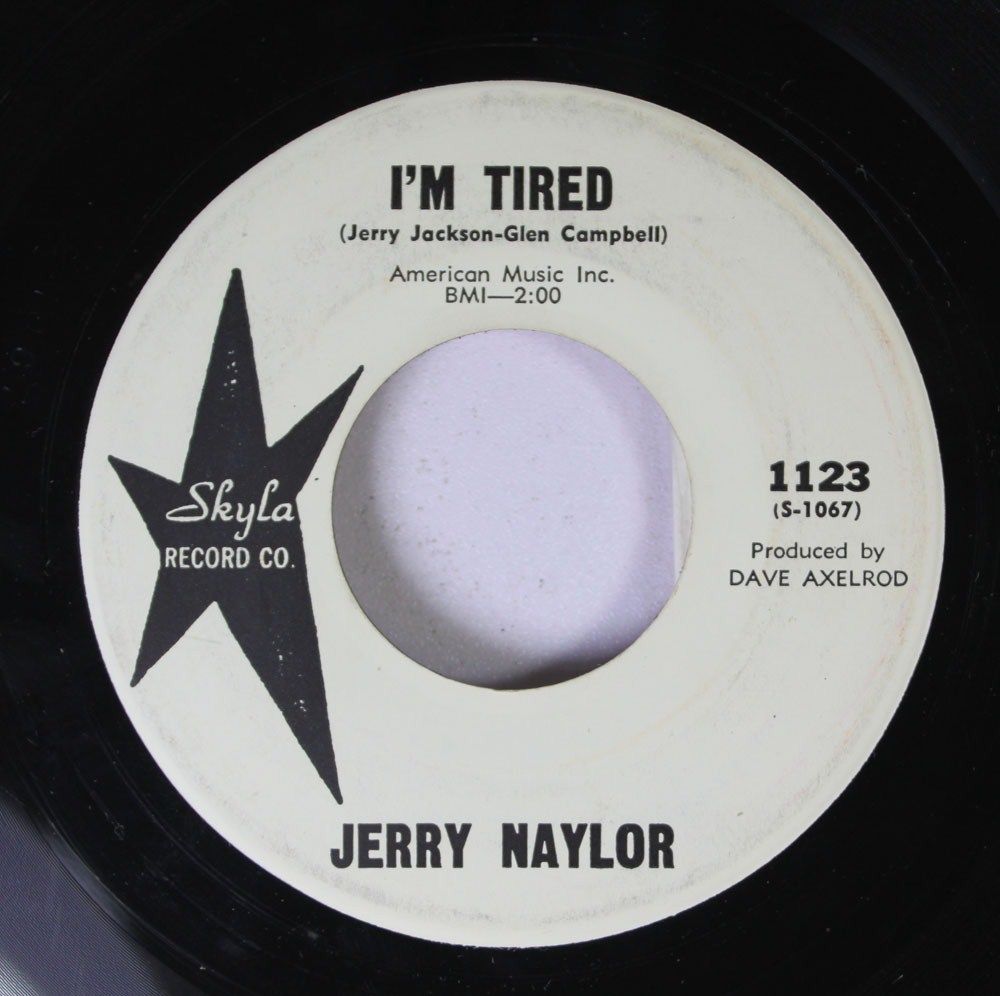 I'M TIRED
(Jerry Jackson-Glen Campbell)
American Music Inc.
BMI—2:00
Skyla
RECORD CO.
1123
(S-1067)
Produced by
DAVE AXELROD
JERRY NAYLOR